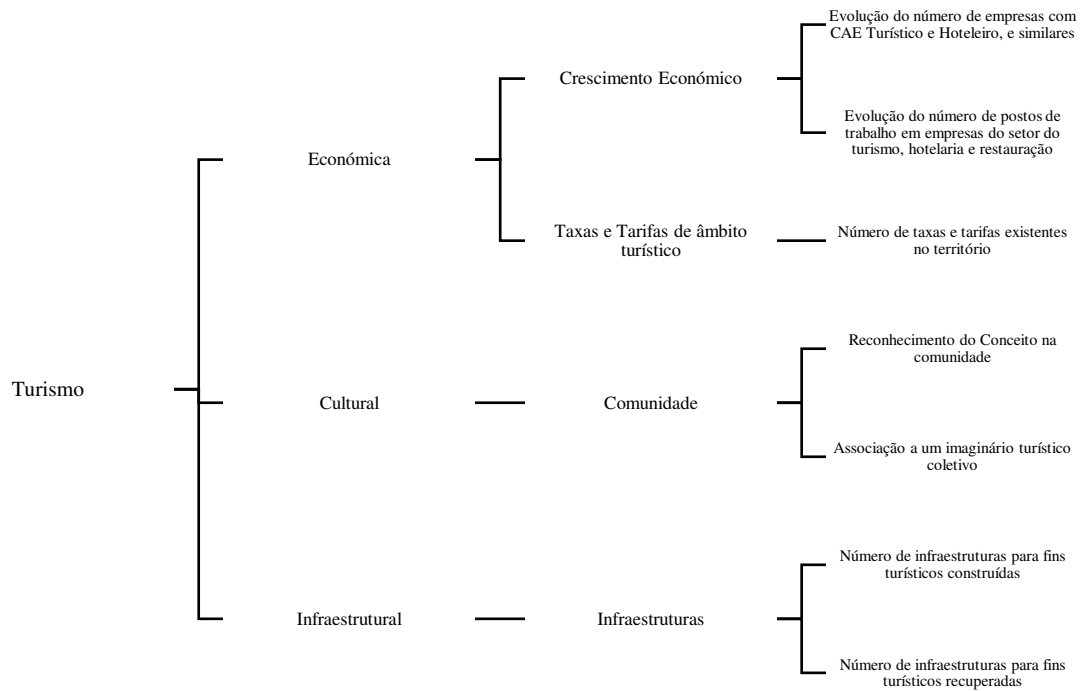 Turismo
Económica
Crescimento Económico
Evolução do número de empresas com
CAE Turístico e Hoteleiro, e similares
Evolução do número de postos de
trabalho em empresas do setor do
turismo, hotelaria e restauração
Taxas e Tarifas de âmbito
turístico
Número de taxas e tarifas existentes
no território
Cultural
Comunidade
Reconhecimento do Conceito na
comunidade
Associação a um imaginário turístico
coletivo
Infraestrutural
Infraestruturas
Número de infraestruturas para fins
turísticos construídas
Número de infraestruturas para fins
turísticos recuperadas